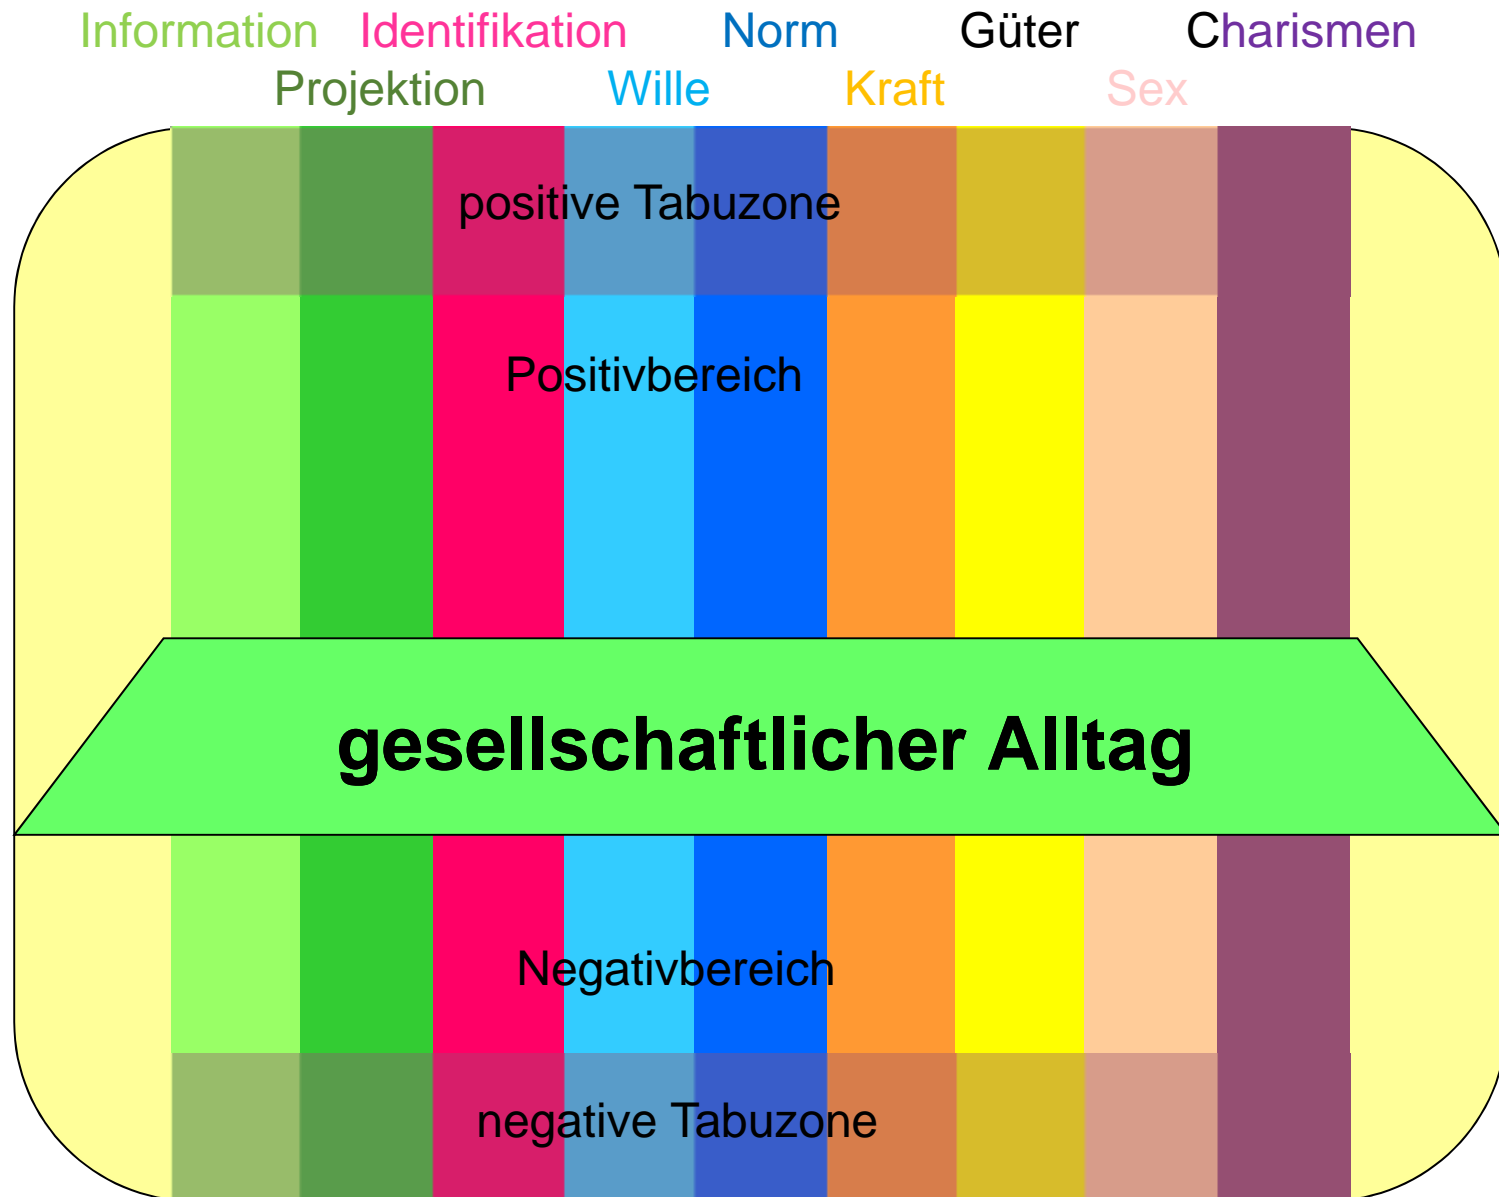 Information Identifikation Norm Güter Charismen
Projektion Wille Kraft Sex
positive Tabuzone
Positivbereich
gesellschaftlicher Alltag
Negativbereich
negative Tabuzone